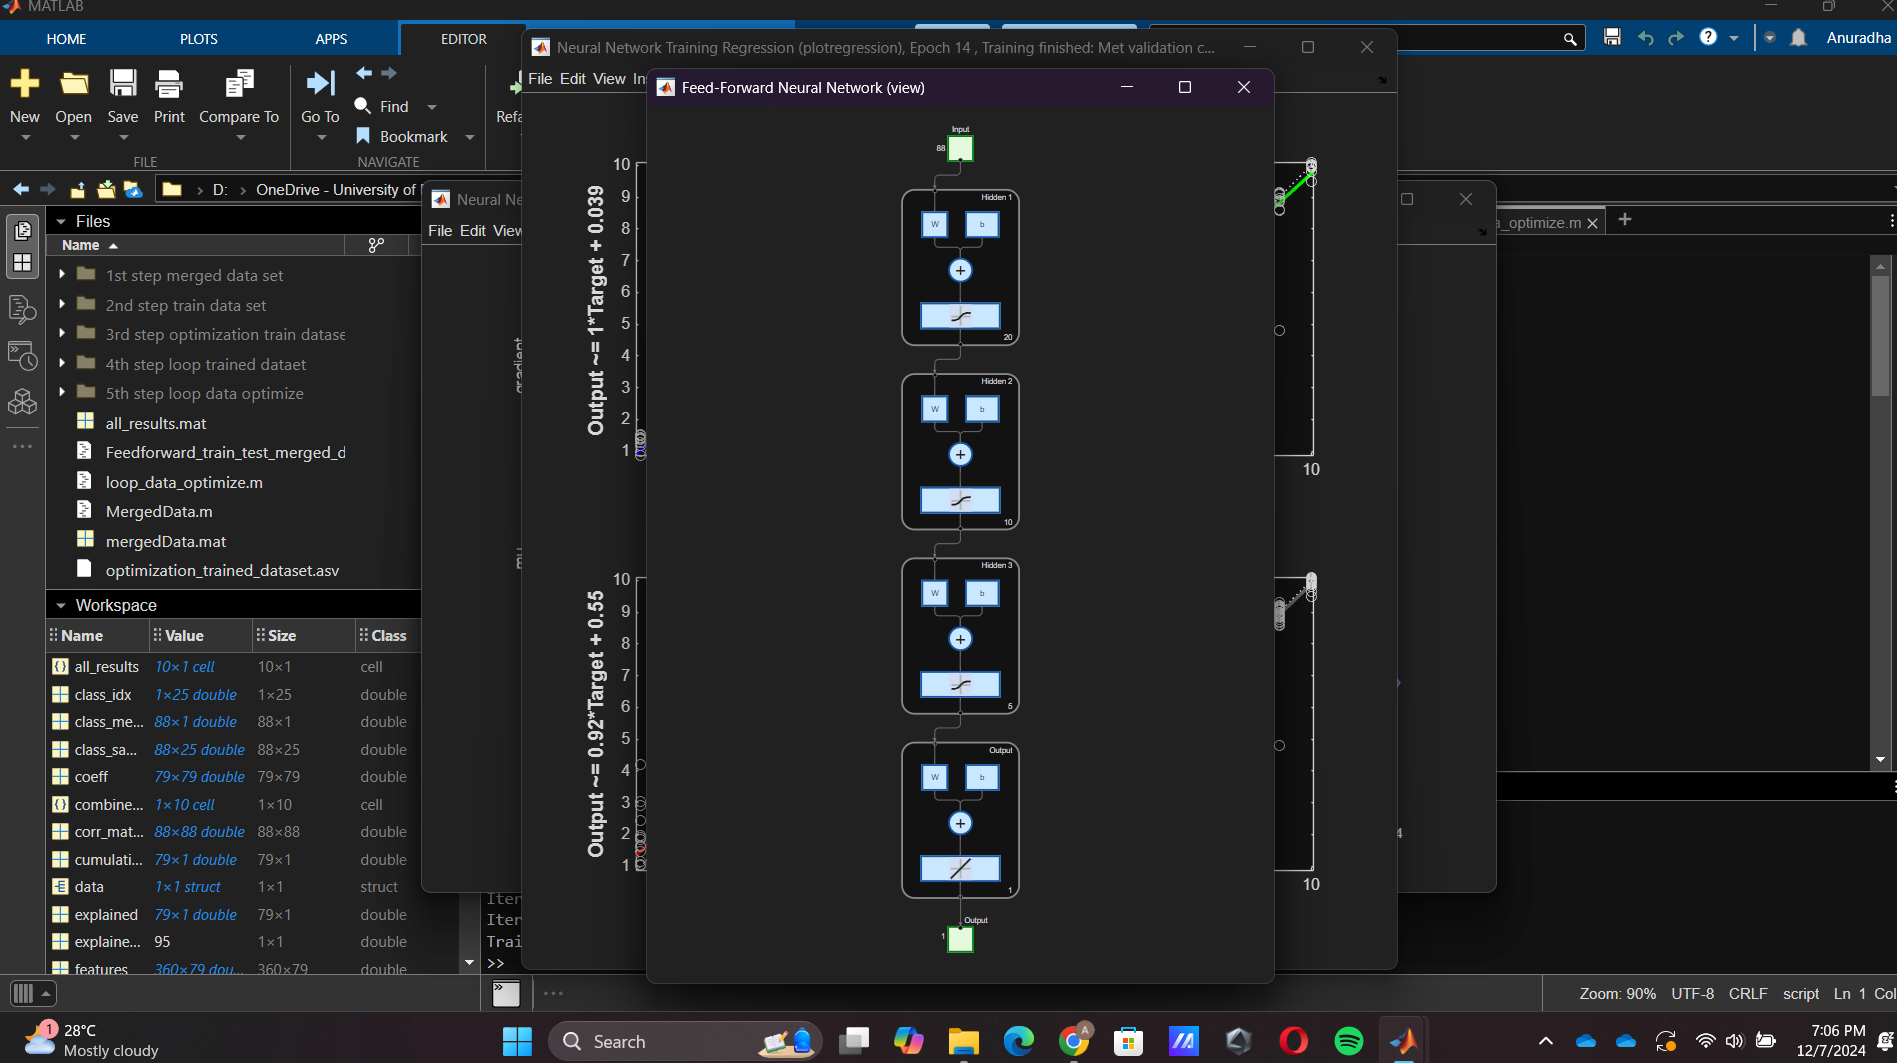 MATLAB
HOME
PLOTS
APPS
EDITOR
Anuradha
New
Open
Save
Print
Compare To
Go To
Find
Bookmark
Refa
FILE
NAVIGATE
D: > OneDrive - University of
Neural Network Training Regression (plotregression), Epoch 14 , Training finished: Met validation c...
File Edit View In
Feed-Forward Neural Network (view)
Neural Ne
File Edit View
a_optimize.m
Files
Name
1st step merged data set
2nd step train data set
3rd step optimization train datase
4th step loop trained dataet
5th step loop data optimize
all_results.mat
Feedforward_train_test_merged_d
loop_data_optimize.m
MergedData.m
mergedData.mat
optimization_trained_dataset.asv
Workspace
Name Value Size Class
all_results 10×1 cell 10×1 cell
class_idx 1×25 double 1×25 double
class_me... 88×1 double 88×1 double
class_sa... 88×25 double 88×25 double
coeff 79×79 double 79×79 double
combine... 1×10 cell 1×10 cell
corr_mat... 88×88 double 88×88 double
cumulati... 79×1 double 79×1 double
data 1×1 struct 1×1 struct
explained 79×1 double 79×1 double
explaine... 95 1×1 double
features 360×79 dou... 360×79 double
gradient
mu
Output ~= 1*Target + 0.039
10
9
8
7
6
5
4
3
2
1
10
Output ~= 0.92*Target + 0.55
10
9
8
7
6
5
4
3
2
1
10
4
Input
88
Hidden 1
W b
+
20
Hidden 2
W b
+
10
Hidden 3
W b
+
5
Output
W b
+
1
Output
1
Iter
Iter
Trai
>>
Zoom: 90% UTF-8 CRLF script Ln 1 Col
1
28°C
Mostly cloudy
Search
A
7:06 PM
12/7/2024